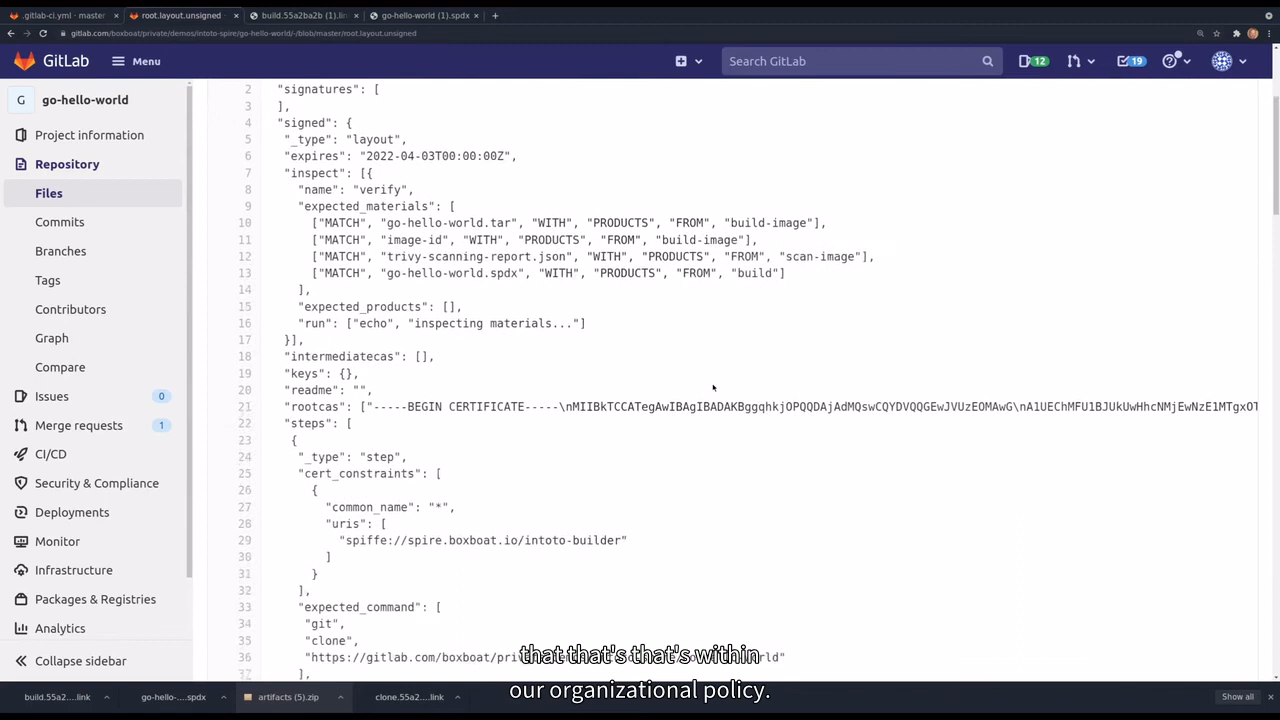 .gitlab-ci.yml · master
root.layout.unsigned
build.55a2ba2b (1).lin
go-hello-world (1).spdx
gitlab.com/boxboat/private/demos/intoto-spire/go-hello-world/-/blob/master/root.layout.unsigned
GitLab
Menu
Search GitLab
12
19
G go-hello-world
Project information
Repository
Files
Commits
Branches
Tags
Contributors
Graph
Compare
Issues 0
Merge requests 1
CI/CD
Security & Compliance
Deployments
Monitor
Infrastructure
Packages & Registries
Analytics
Collapse sidebar
2 "signatures": [
3 ],
4 "signed": {
5 "_type": "layout",
6 "expires": "2022-04-03T00:00:00Z",
7 "inspect": [{
8 "name": "verify",
9 "expected_materials": [
10 ["MATCH", "go-hello-world.tar", "WITH", "PRODUCTS", "FROM", "build-image"],
11 ["MATCH", "image-id", "WITH", "PRODUCTS", "FROM", "build-image"],
12 ["MATCH", "trivy-scanning-report.json", "WITH", "PRODUCTS", "FROM", "scan-image"],
13 ["MATCH", "go-hello-world.spdx", "WITH", "PRODUCTS", "FROM", "build"]
14 ],
15 "expected_products": [],
16 "run": ["echo", "inspecting materials..."]
17 }],
18 "intermediatecas": [],
19 "keys": {},
20 "readme": "",
21 "rootcas": ["-----BEGIN CERTIFICATE-----\nMIIBkTCCATegAwIBAgIBADAKBggqhkjOPQQDAjAdMQswCQYDVQQGEwJVUzEOMAwG\nA1UEChMFU1BJUkUwHhcNMjEwNzE1MTgxOT
22 "steps": [
23 {
24 "_type": "step",
25 "cert_constraints": [
26 {
27 "common_name": "*",
28 "uris": [
29 "spiffe://spire.boxboat.io/intoto-builder"
30 ]
31 }
32 ],
33 "expected_command": [
34 "git",
35 "clone",
36 "https://gitlab.com/boxboat/pri
37 ],
that that's that's within
our organizational policy.
build.55a2....link
go-hello-....spdx
artifacts (5).zip
clone.55a2....link
Show all